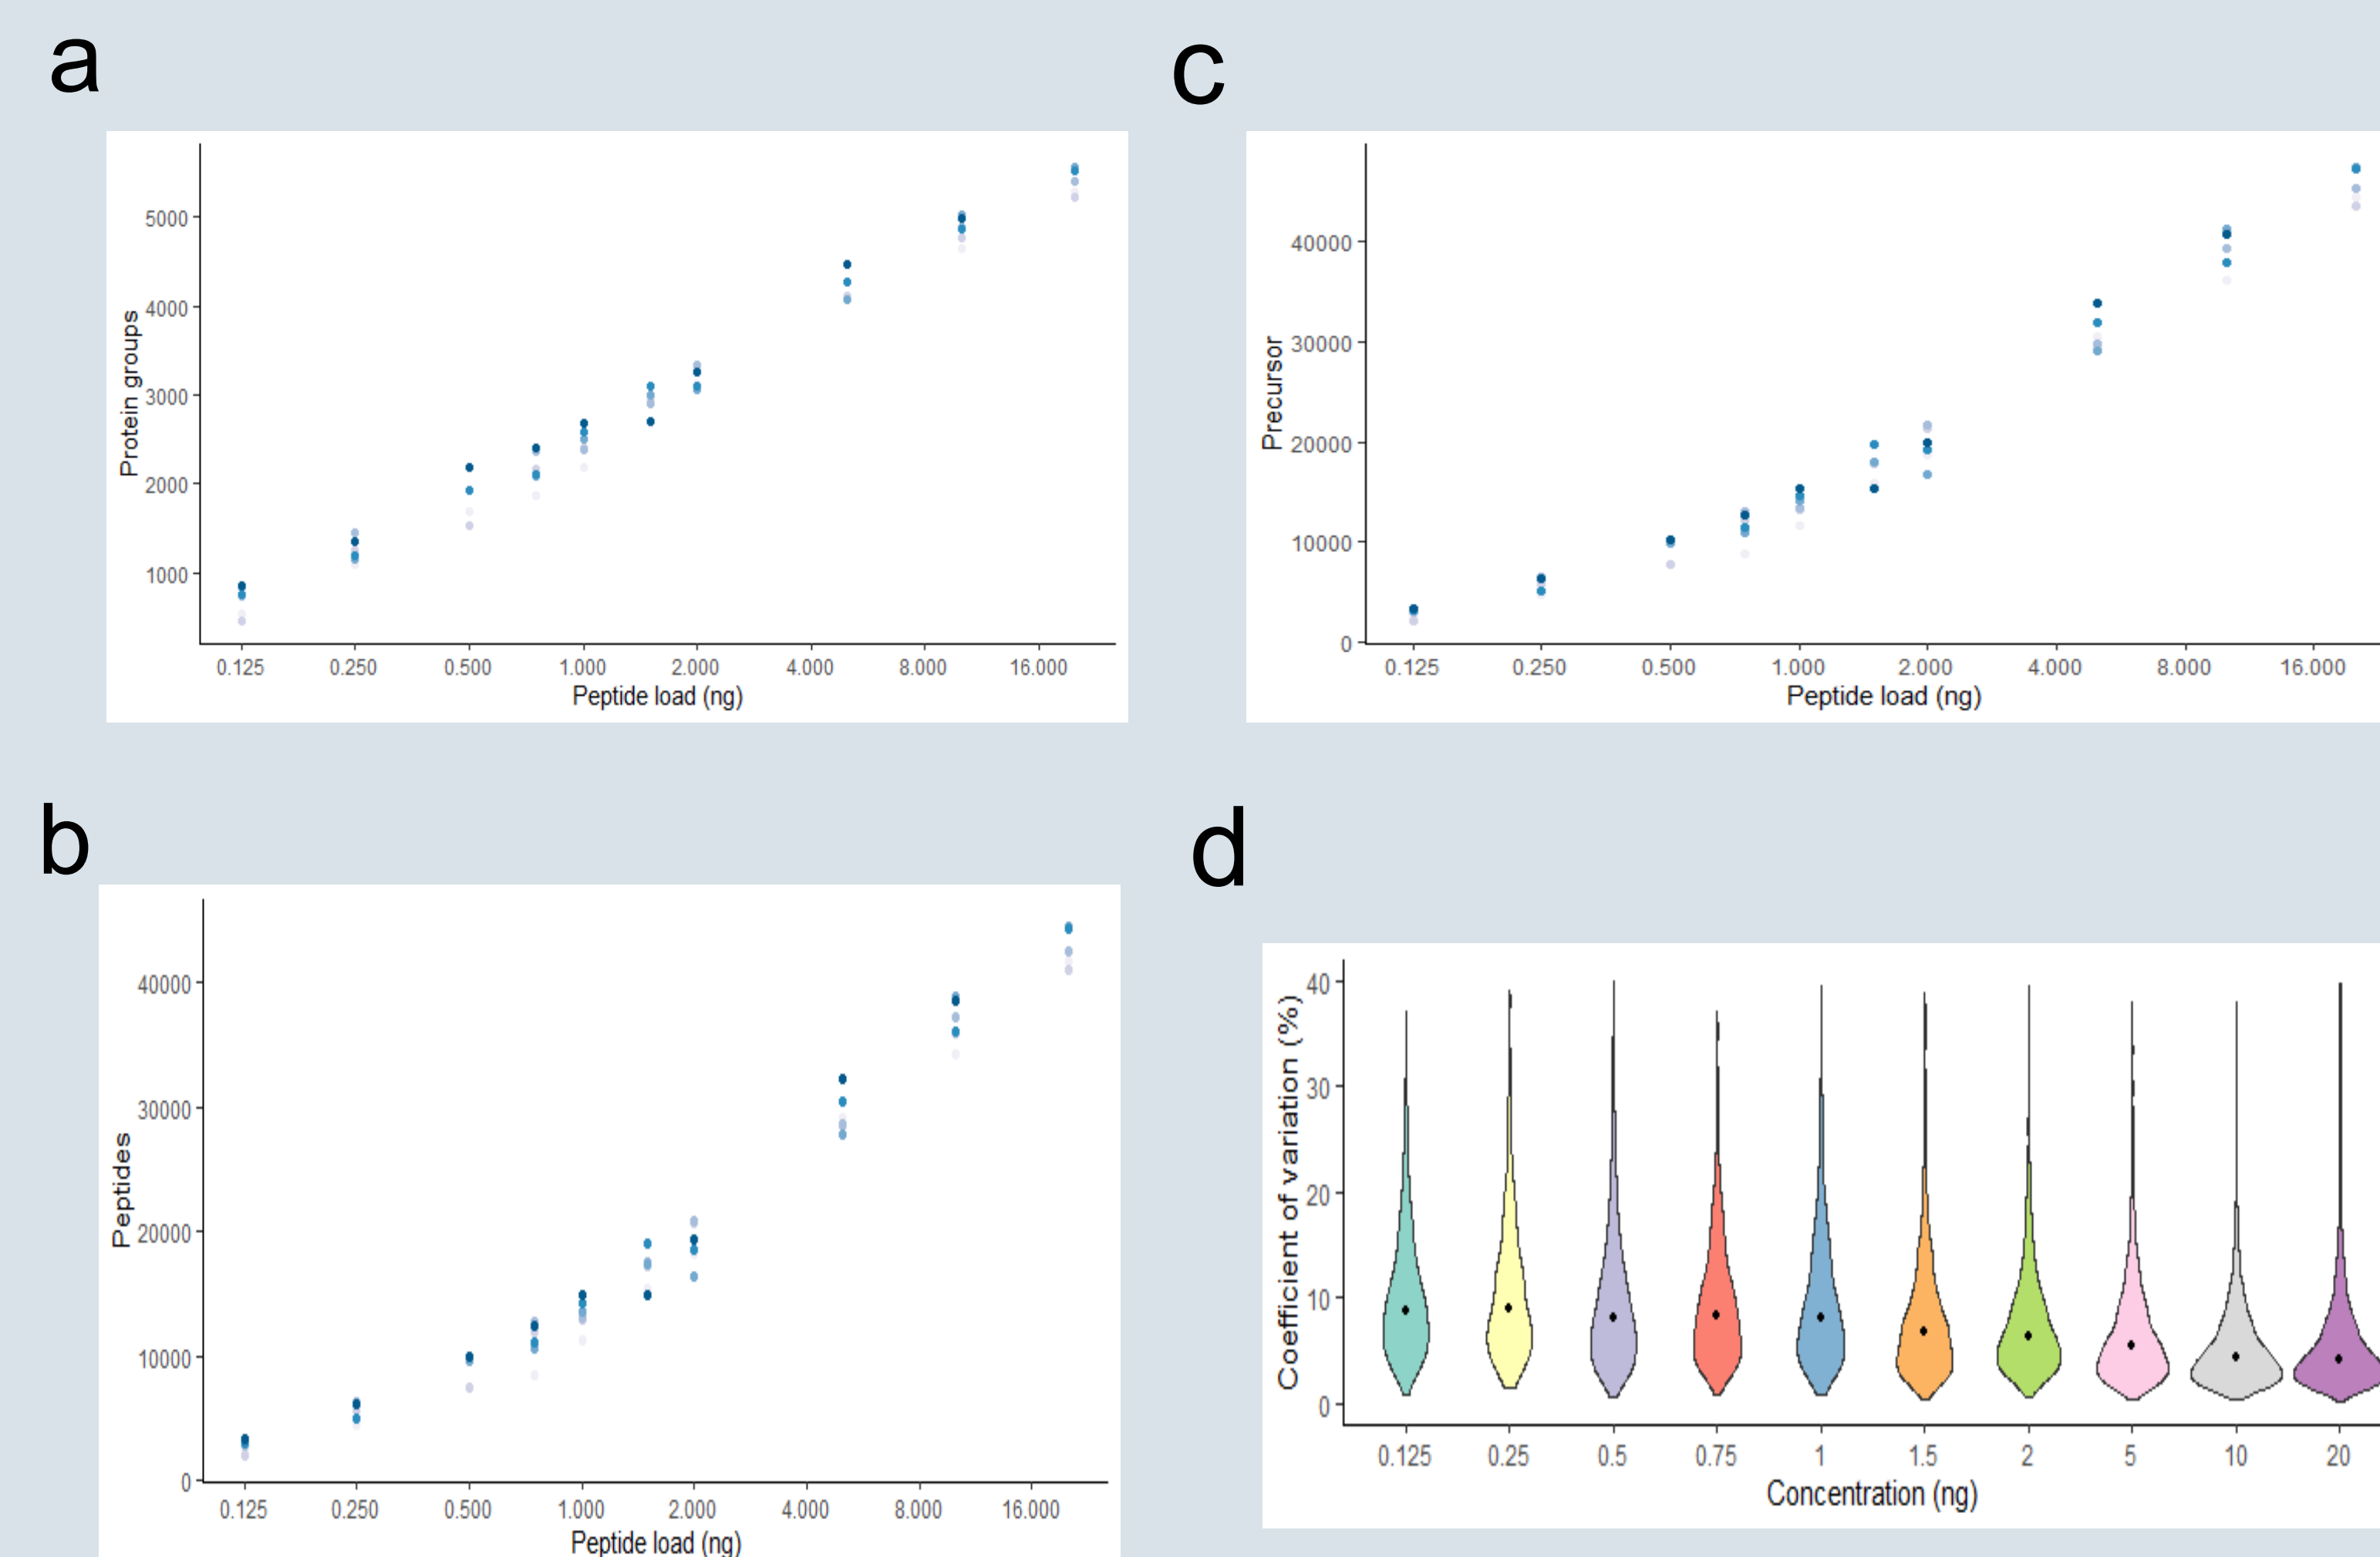 a
Protein groups
5000
4000
3000
2000
1000
0.125 0.250 0.500 1.000 2.000 4.000 8.000 16.000
Peptide load (ng)
c
Precursor
40000
30000
20000
10000
0
0.125 0.250 0.500 1.000 2.000 4.000 8.000 16.000
Peptide load (ng)
b
Peptides
40000
30000
20000
10000
0
0.125 0.250 0.500 1.000 2.000 4.000 8.000 16.000
Peptide load (ng)
d
Coefficient of variation (%)
40
30
20
10
0
0.125 0.25 0.5 0.75 1 1.5 2 5 10 20
Concentration (ng)